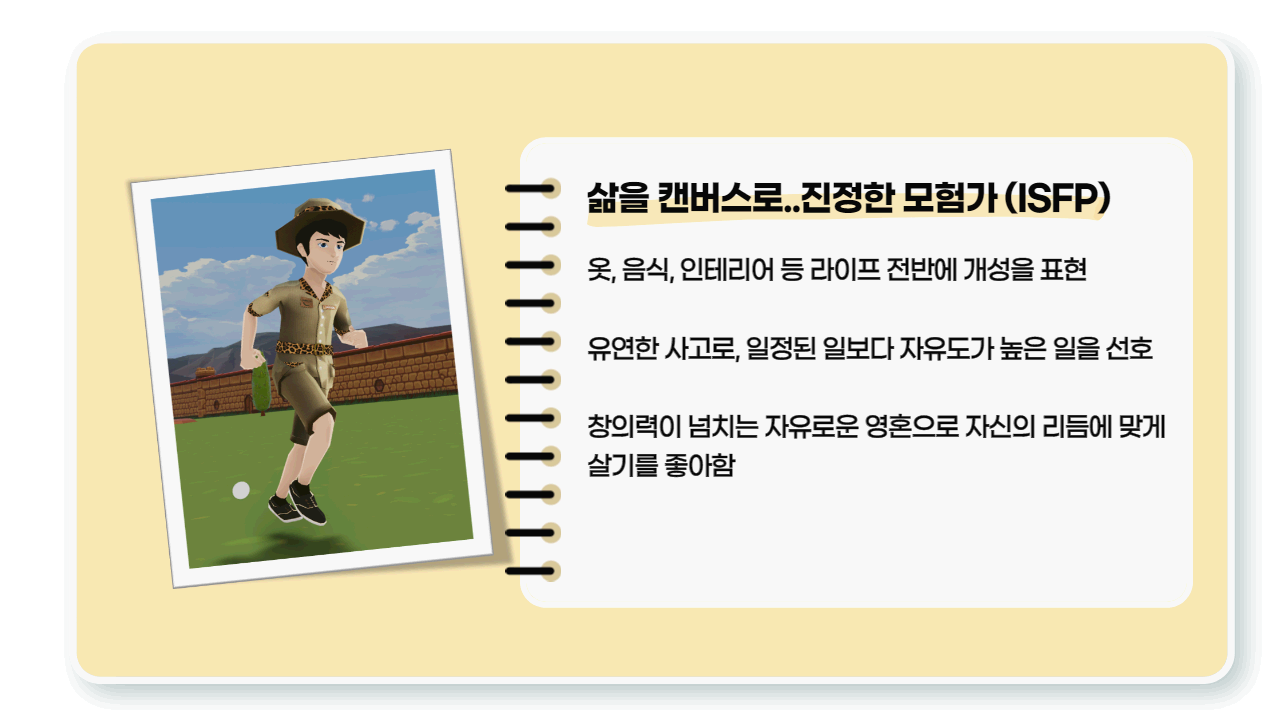 삶을 캔버스로..진정한 모험가 (ISFP)
옷, 음식, 인테리어 등 라이프 전반에 개성을 표현
유연한 사고로, 일정된 일보다 자유도가 높은 일을 선호
창의력이 넘치는 자유로운 영혼으로 자신의 리듬에 맞게
살기를 좋아함